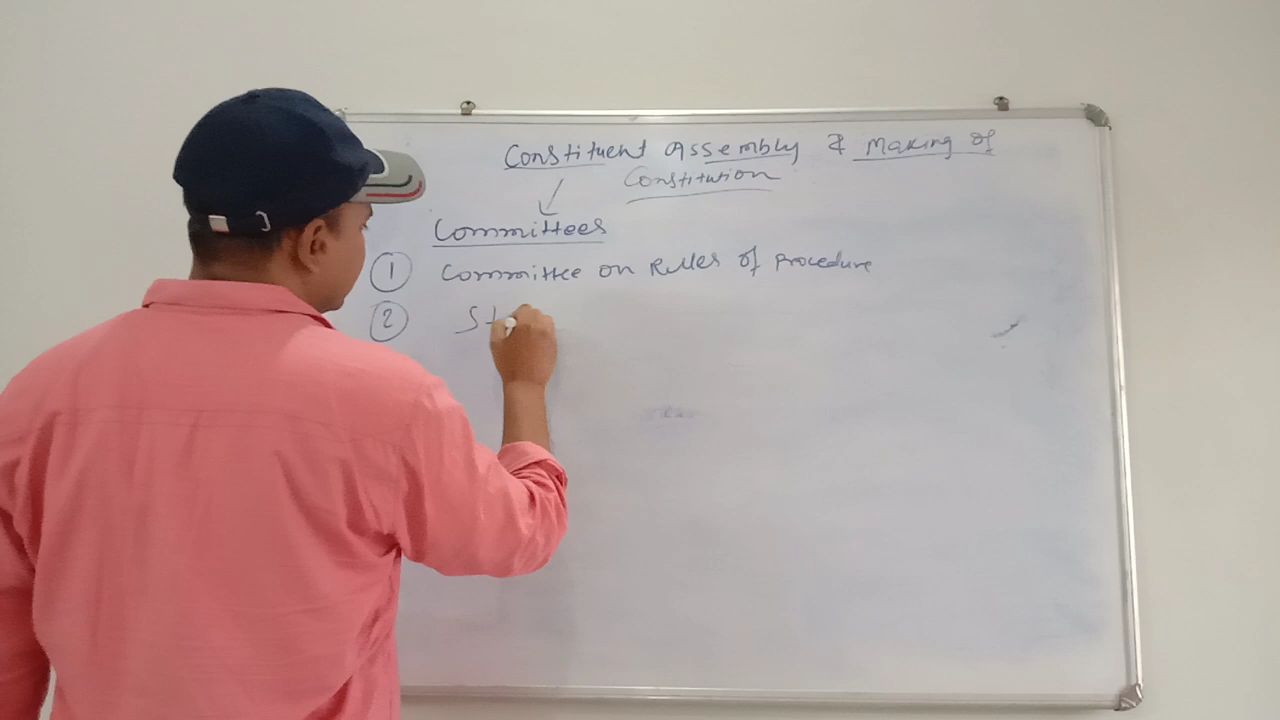 Constituent Assembly & Making of
Constitution
Committees
1 Committee on Rules of Procedure
2 St